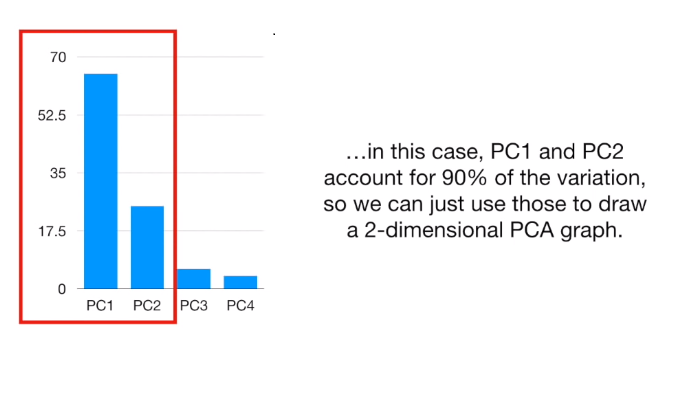 70
52.5
35
17.5
0
PC1 PC2 PC3 PC4
…in this case, PC1 and PC2
account for 90% of the variation,
so we can just use those to draw
a 2-dimensional PCA graph.